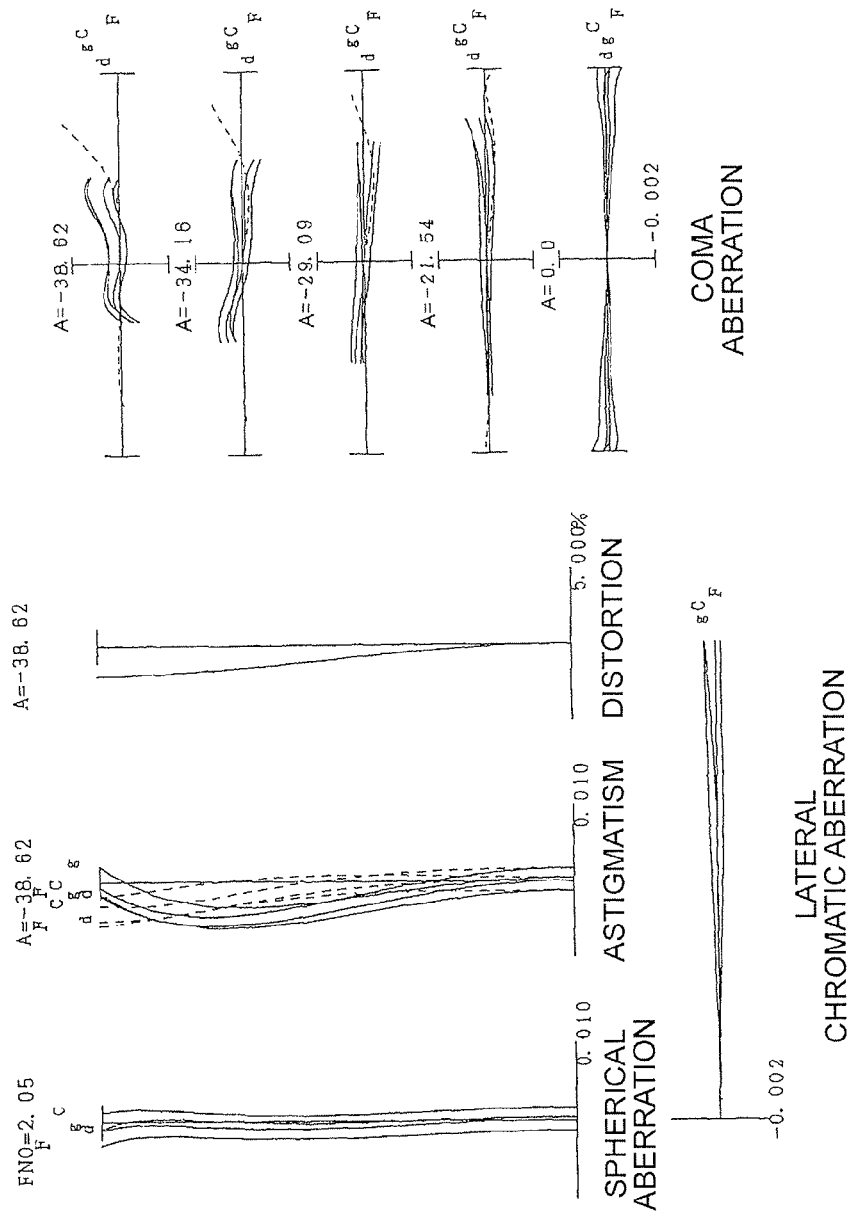 FNO=2.05
F
C
g
d
0.010
SPHERICAL
ABERRATION
A=-38.62
F
F
C
C
g
d
g
d
0.010
ASTIGMATISM
A=-38.62
5.000%
DISTORTION
A=-38.62
d g C F
A=-34.16
d g C F
A=-29.09
d g C F
A=-21.54
d g C F
A=0.0
d g C F
-0.002
COMA
ABERRATION
g C F
-0.002
LATERAL
CHROMATIC ABERRATION